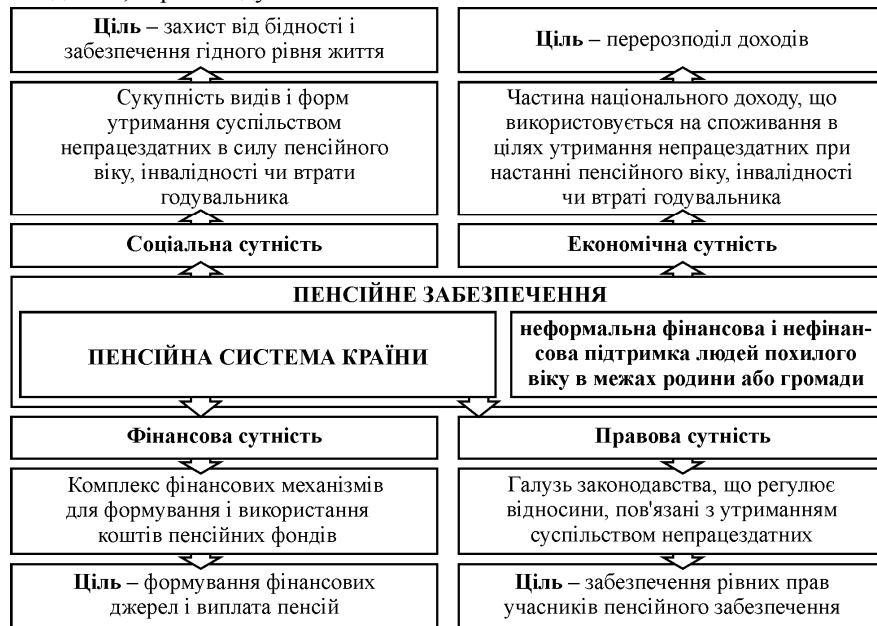 Ціль – захист від бідності і
забезпечення гідного рівня життя
Ціль – перерозподіл доходів
Сукупність видів і форм
утримання суспільством
непрацездатних в силу пенсійного
віку, інвалідності чи втрати
годувальника
Частина національного доходу, що
використовується на споживання в
цілях утримання непрацездатних при
настанні пенсійного віку, інвалідності
чи втраті годувальника
Соціальна сутність
Економічна сутність
ПЕНСІЙНЕ ЗАБЕЗПЕЧЕННЯ
ПЕНСІЙНА СИСТЕМА КРАЇНИ
неформальна фінансова і нефінан-
сова підтримка людей похилого
віку в межах родини або громади
Фінансова сутність
Правова сутність
Комплекс фінансових механізмів
для формування і використання
коштів пенсійних фондів
Галузь законодавства, що регулює
відносини, пов'язані з утриманням
суспільством непрацездатних
Ціль – формування фінансових
джерел і виплата пенсій
Ціль – забезпечення рівних прав
учасників пенсійного забезпечення